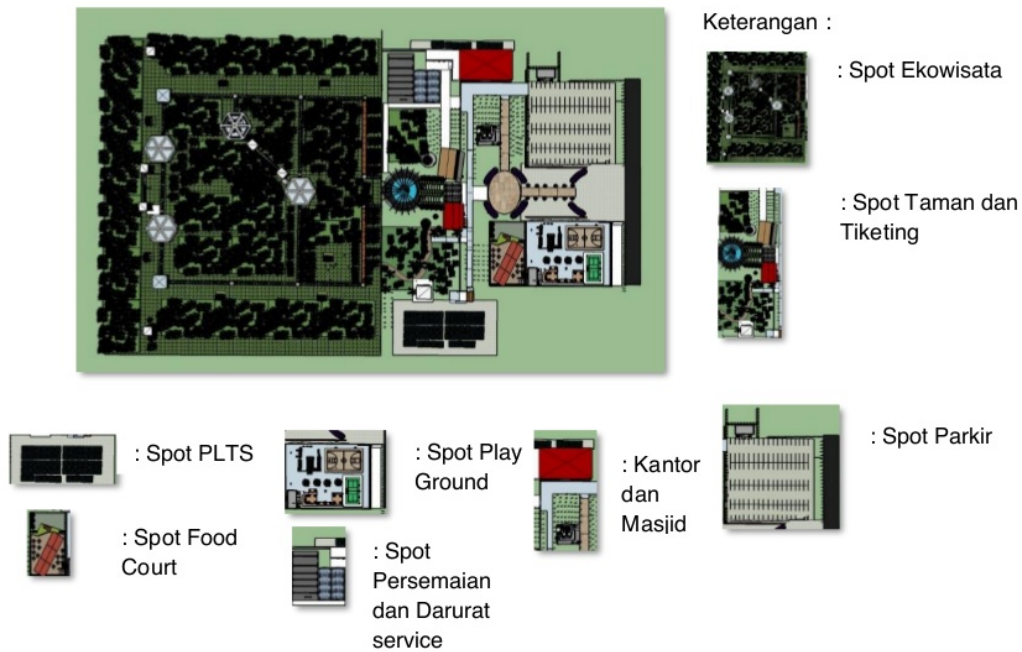 Keterangan :
: Spot Ekowisata
: Spot Taman dan
Tiketing
: Spot PLTS
: Spot Play
Ground
: Kantor
dan
Masjid
: Spot Parkir
: Spot Food
Court
: Spot
Persemaian
dan Darurat
service